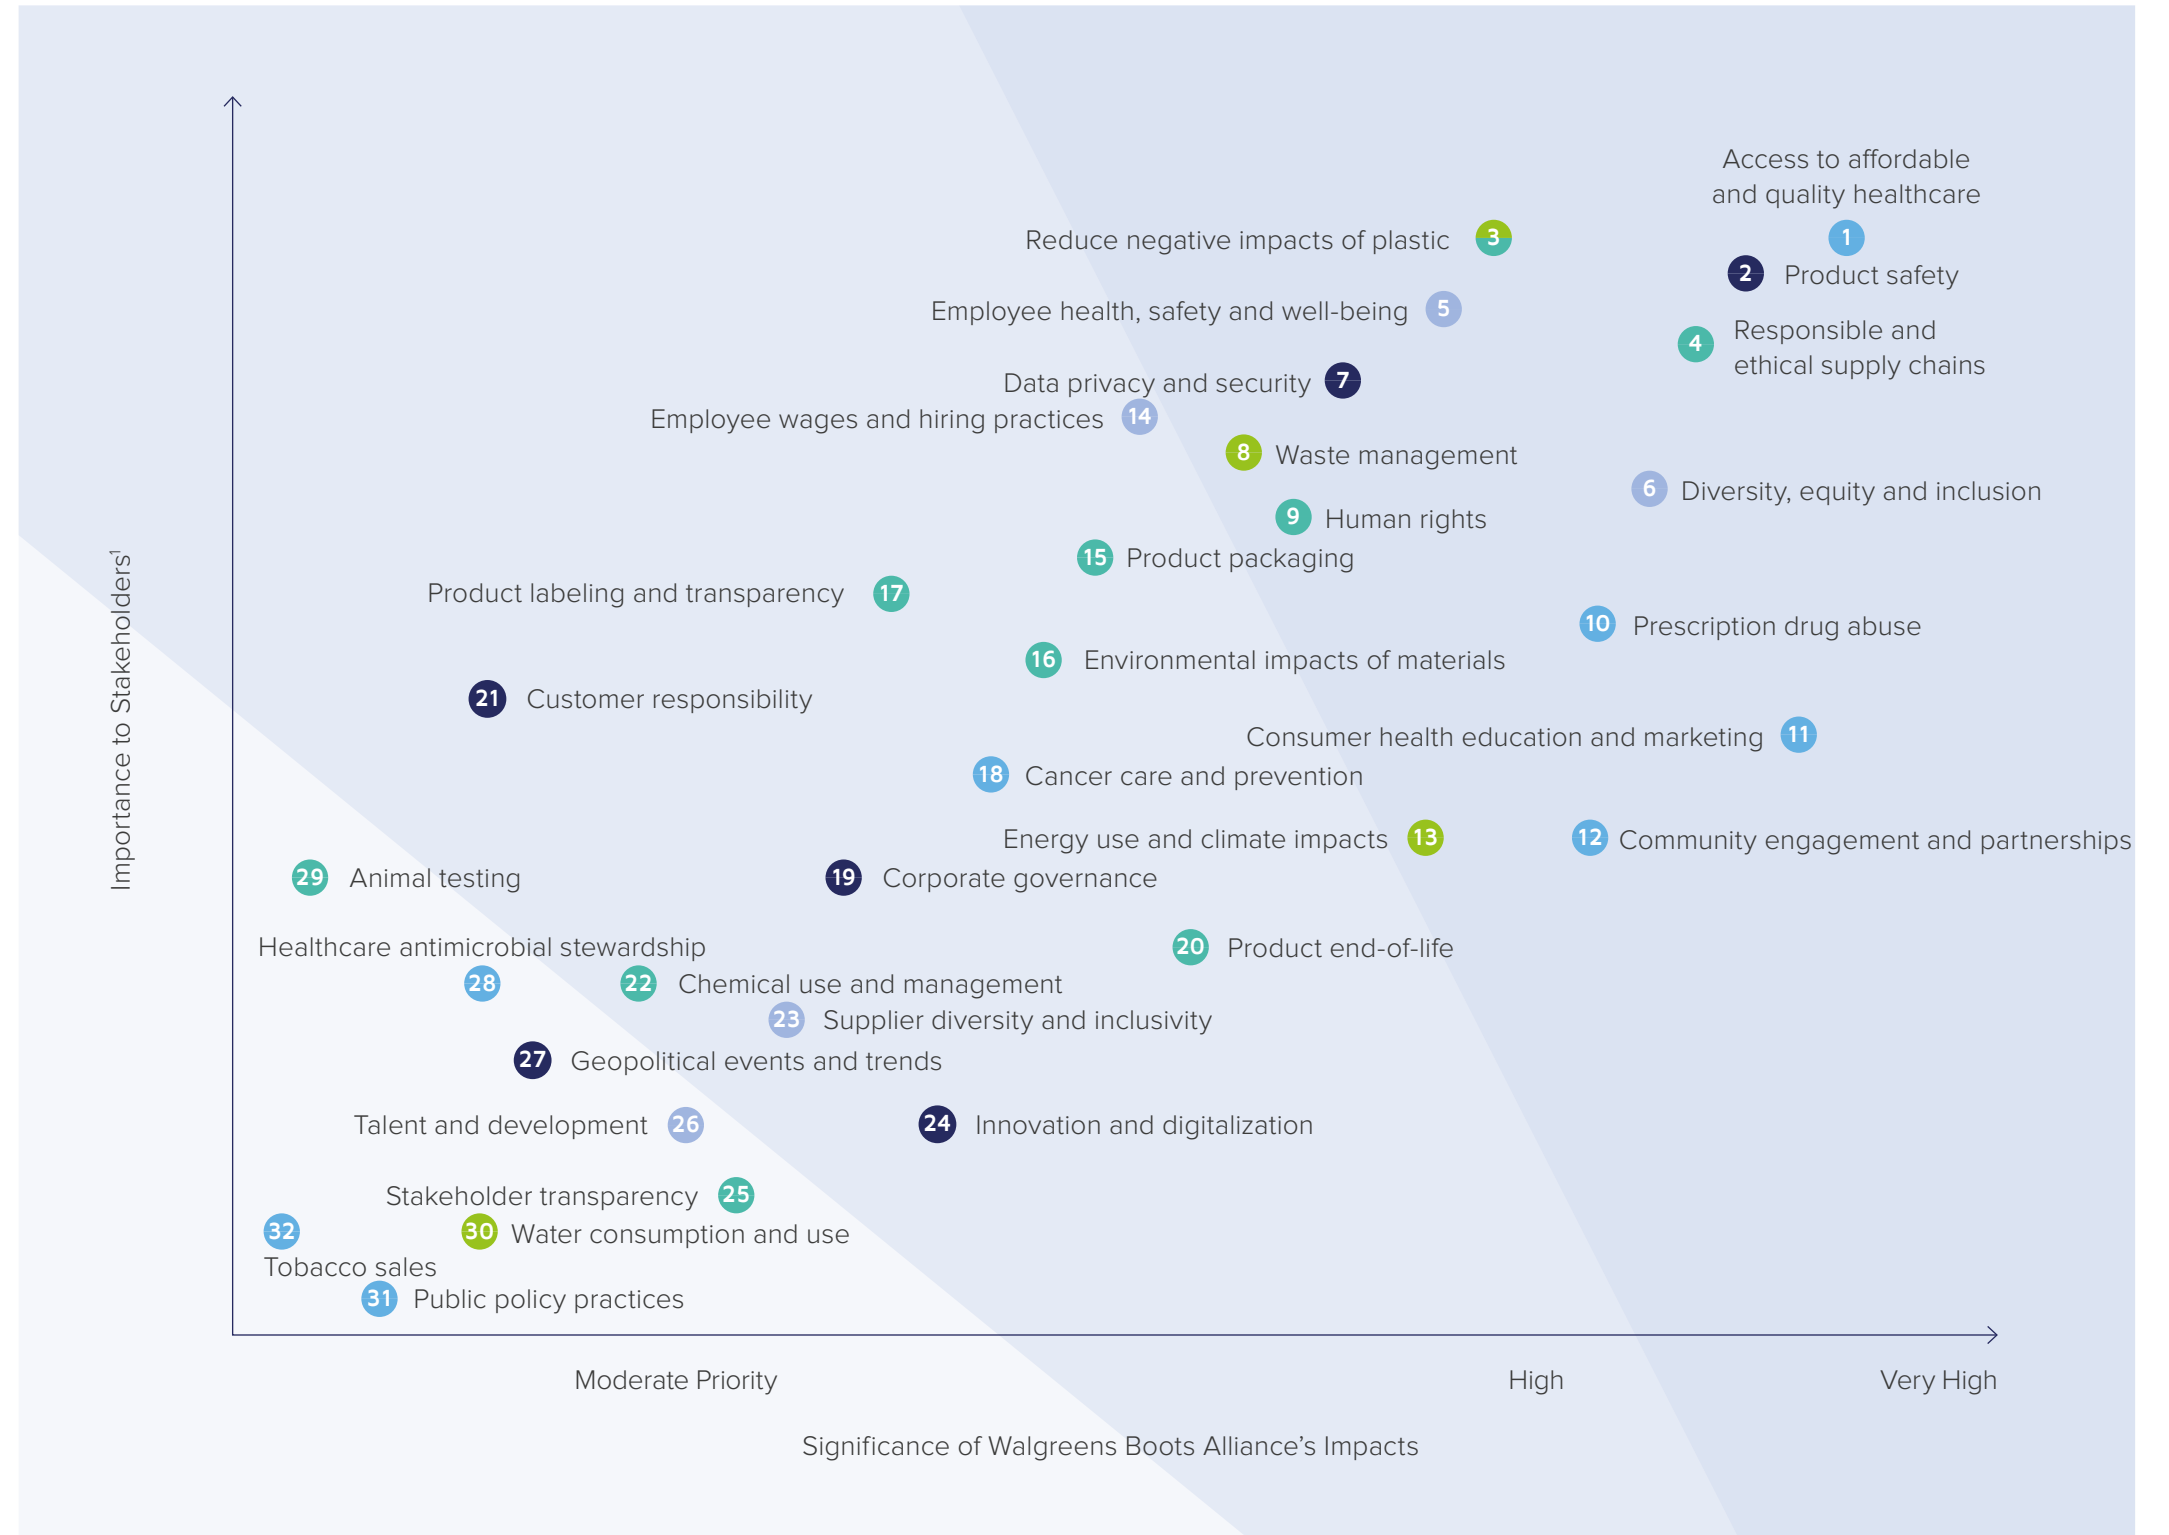 Access to affordable
and quality healthcare
1
Reduce negative impacts of plastic 3
2 Product safety
Employee health, safety and well-being 5
4 Responsible and
ethical supply chains
Data privacy and security 7
Employee wages and hiring practices 14
8 Waste management
6 Diversity, equity and inclusion
9 Human rights
15 Product packaging
Product labeling and transparency 17
10 Prescription drug abuse
16 Environmental impacts of materials
21 Customer responsibility
Consumer health education and marketing 11
18 Cancer care and prevention
Energy use and climate impacts 13
12 Community engagement and partnerships
29 Animal testing
19 Corporate governance
Healthcare antimicrobial stewardship
28
20 Product end-of-life
22 Chemical use and management
23 Supplier diversity and inclusivity
27 Geopolitical events and trends
Talent and development 26
24 Innovation and digitalization
Stakeholder transparency 25
32
Tobacco sales
30 Water consumption and use
31 Public policy practices
Importance to Stakeholders¹
Moderate Priority
High
Very High
Significance of Walgreens Boots Alliance’s Impacts